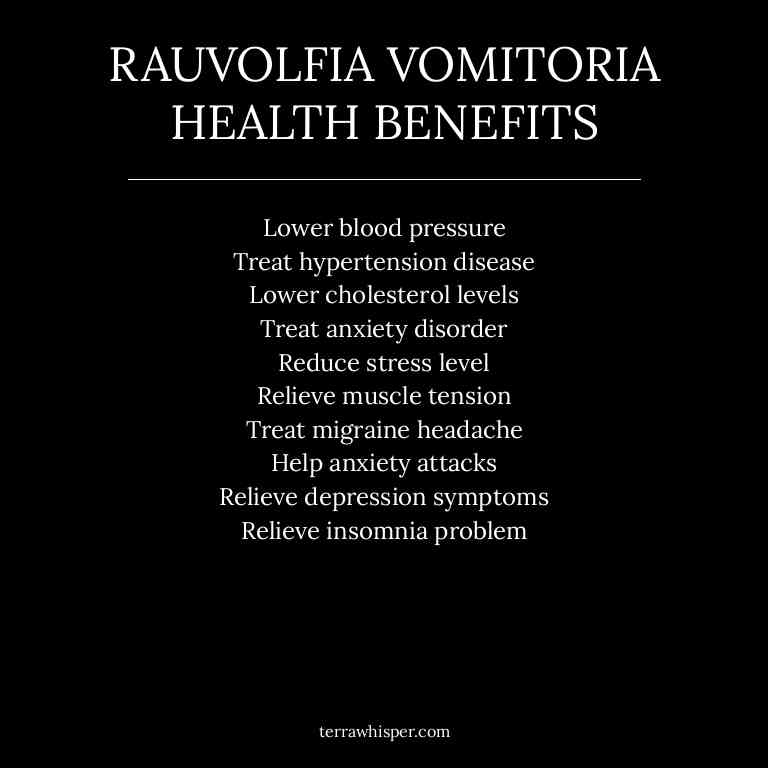 RAUVOLFIA VOMITORIA
HEALTH BENEFITS
Lower blood pressure
Treat hypertension disease
Lower cholesterol levels
Treat anxiety disorder
Reduce stress level
Relieve muscle tension
Treat migraine headache
Help anxiety attacks
Relieve depression symptoms
Relieve insomnia problem
terrawhisper.com